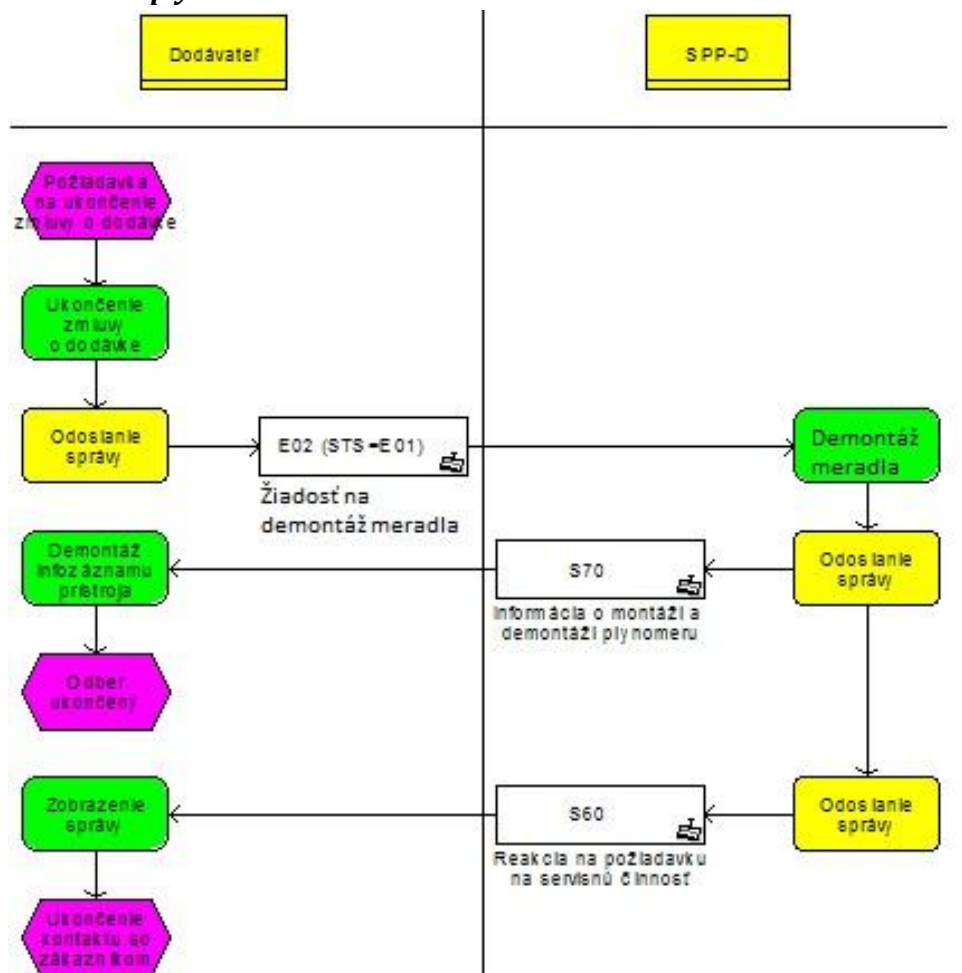 Dodávateľ
SPP-D
Požiadavka
na ukončenie
zmluvy o dodávke
Ukončenie
zmluvy
o dodávke
Odoslanie
správy
E02 (STS=E01)
Žiadosť na
demontáž meradla
Demontáž
meradla
Demontáž
infozáznamu
prístroja
S70
Informácia o montáži a
demontáži plynomeru
Odoslanie
správy
Odber
ukončený
Zobrazenie
správy
S60
Reakcia na požiadavku
na servisnú činnosť
Odoslanie
správy
Ukončenie
kontaktu so
zákazníkom